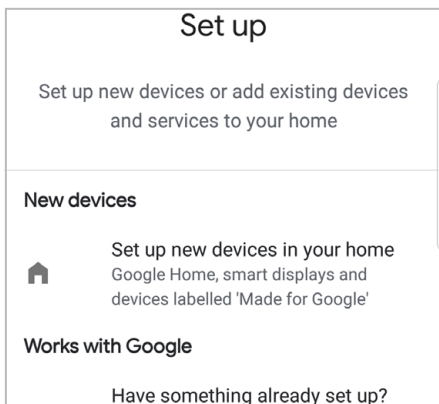 Set up
Set up new devices or add existing devices
and services to your home
New devices
Set up new devices in your home
Google Home, smart displays and
devices labelled 'Made for Google'
Works with Google
Have something already set up?